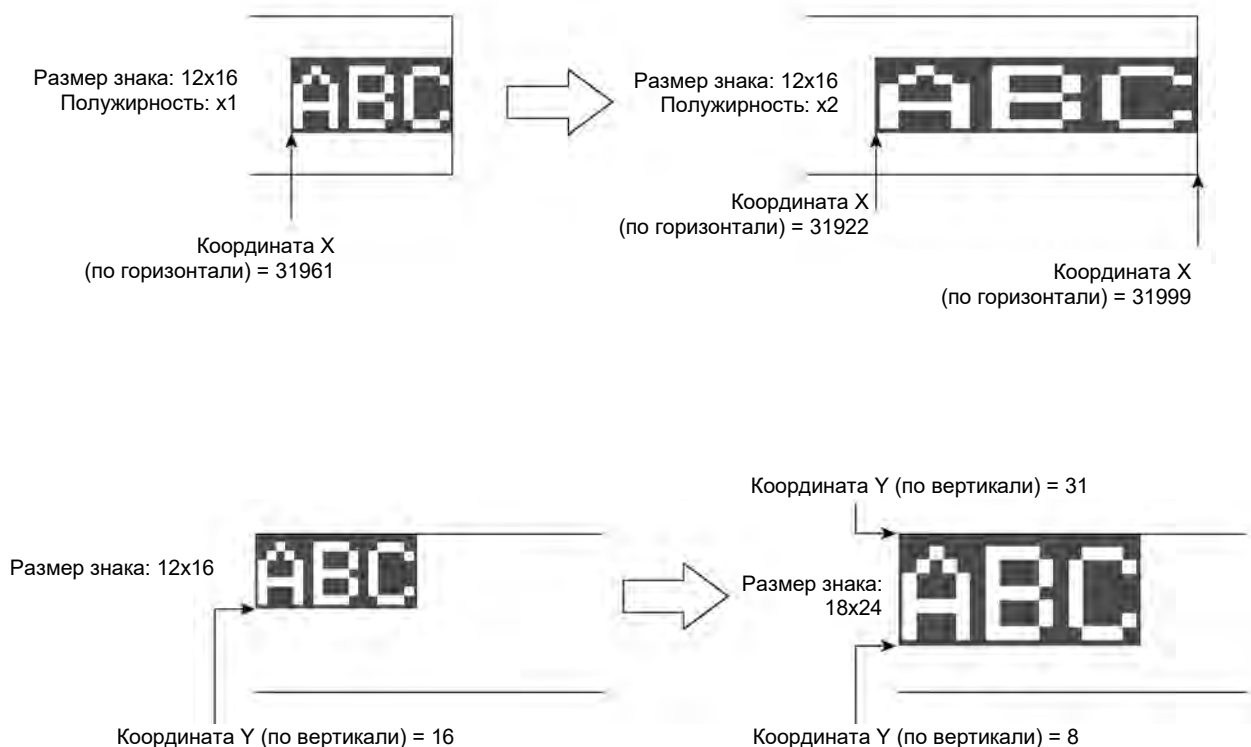 Размер знака: 12x16
Полужирность: x1
ABC
Размер знака: 12x16
Полужирность: x2
ABC
Координата X
(по горизонтали) = 31961
Координата X
(по горизонтали) = 31922
Координата X
(по горизонтали) = 31999
Координата Y (по вертикали) = 31
Размер знака: 12x16
ABC
Размер знака:
18x24
ABC
Координата Y (по вертикали) = 16
Координата Y (по вертикали) = 8